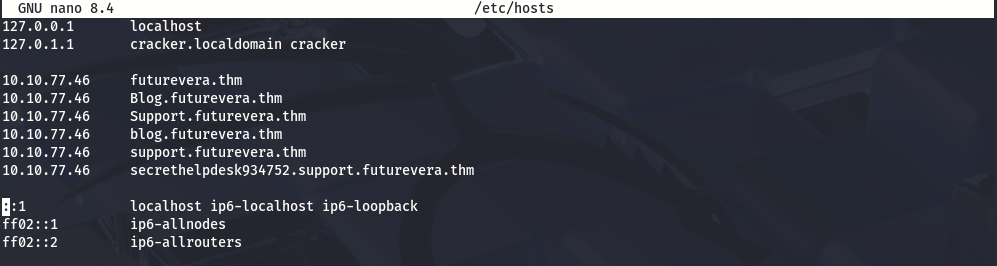 GNU nano 8.4 /etc/hosts
127.0.0.1 localhost
127.0.1.1 cracker.localdomain cracker
10.10.77.46 futurevera.thm
10.10.77.46 Blog.futurevera.thm
10.10.77.46 Support.futurevera.thm
10.10.77.46 blog.futurevera.thm
10.10.77.46 support.futurevera.thm
10.10.77.46 secrethelpdesk934752.support.futurevera.thm
::1 localhost ip6-localhost ip6-loopback
ff02::1 ip6-allnodes
ff02::2 ip6-allrouters